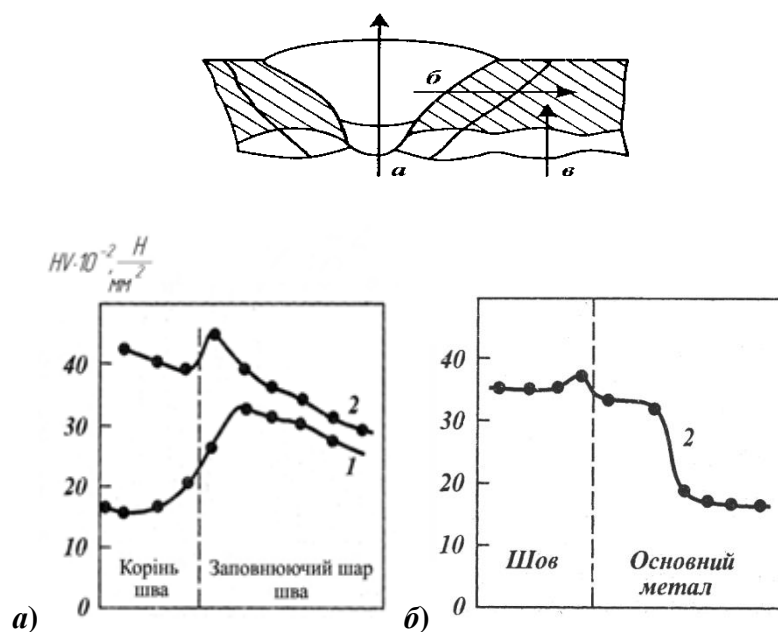 б
а
в
HV·10⁻², Н
мм²
40
30
20
10
0
2
1
Корінь
шва
Заповнюючий шар
шва
а)
40
30
20
10
0
2
Шов
Основний
метал
б)